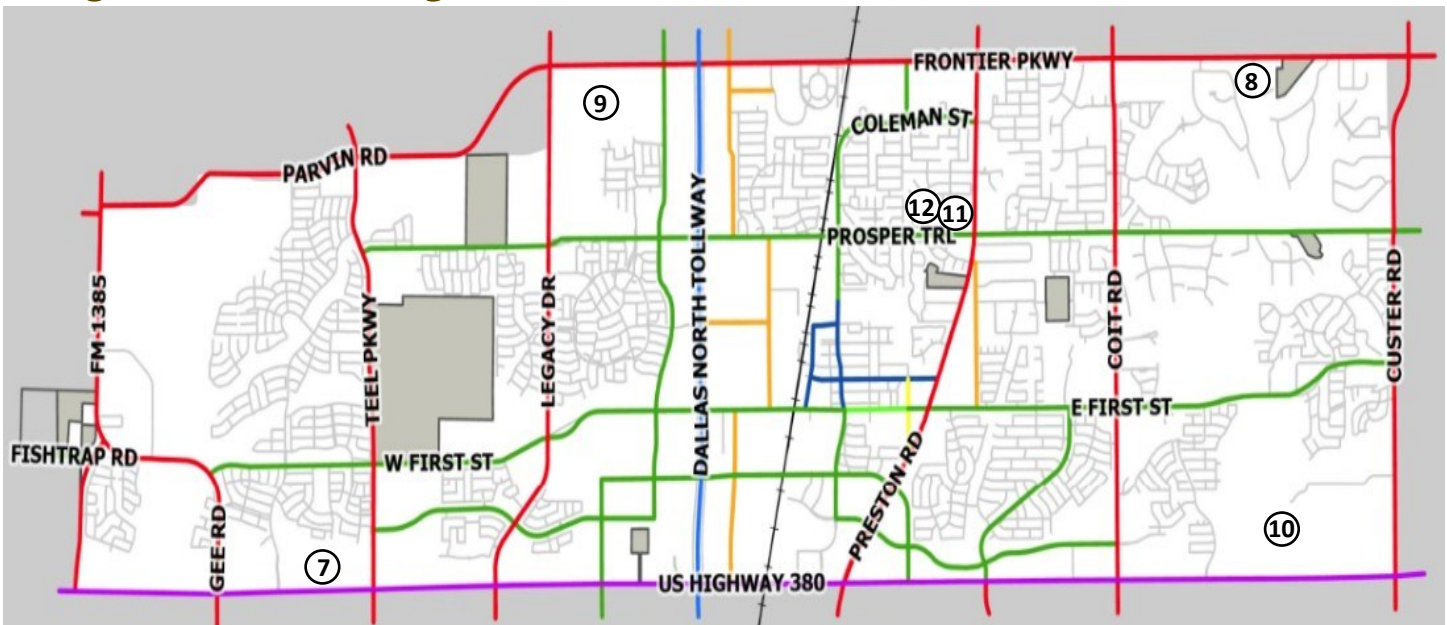 FRONTIER PKWY
8
9
COLEMAN ST
PARVIN RD
12
11
PROSPER TRL
DALLAS NORTH TOLLWAY
FM 1385
TEEL PKWY
LEGACY DR
COIT RD
CUSTER RD
E FIRST ST
FISHTRAP RD
W FIRST ST
PRESTON RD
GEE RD
10
7
US HIGHWAY 380